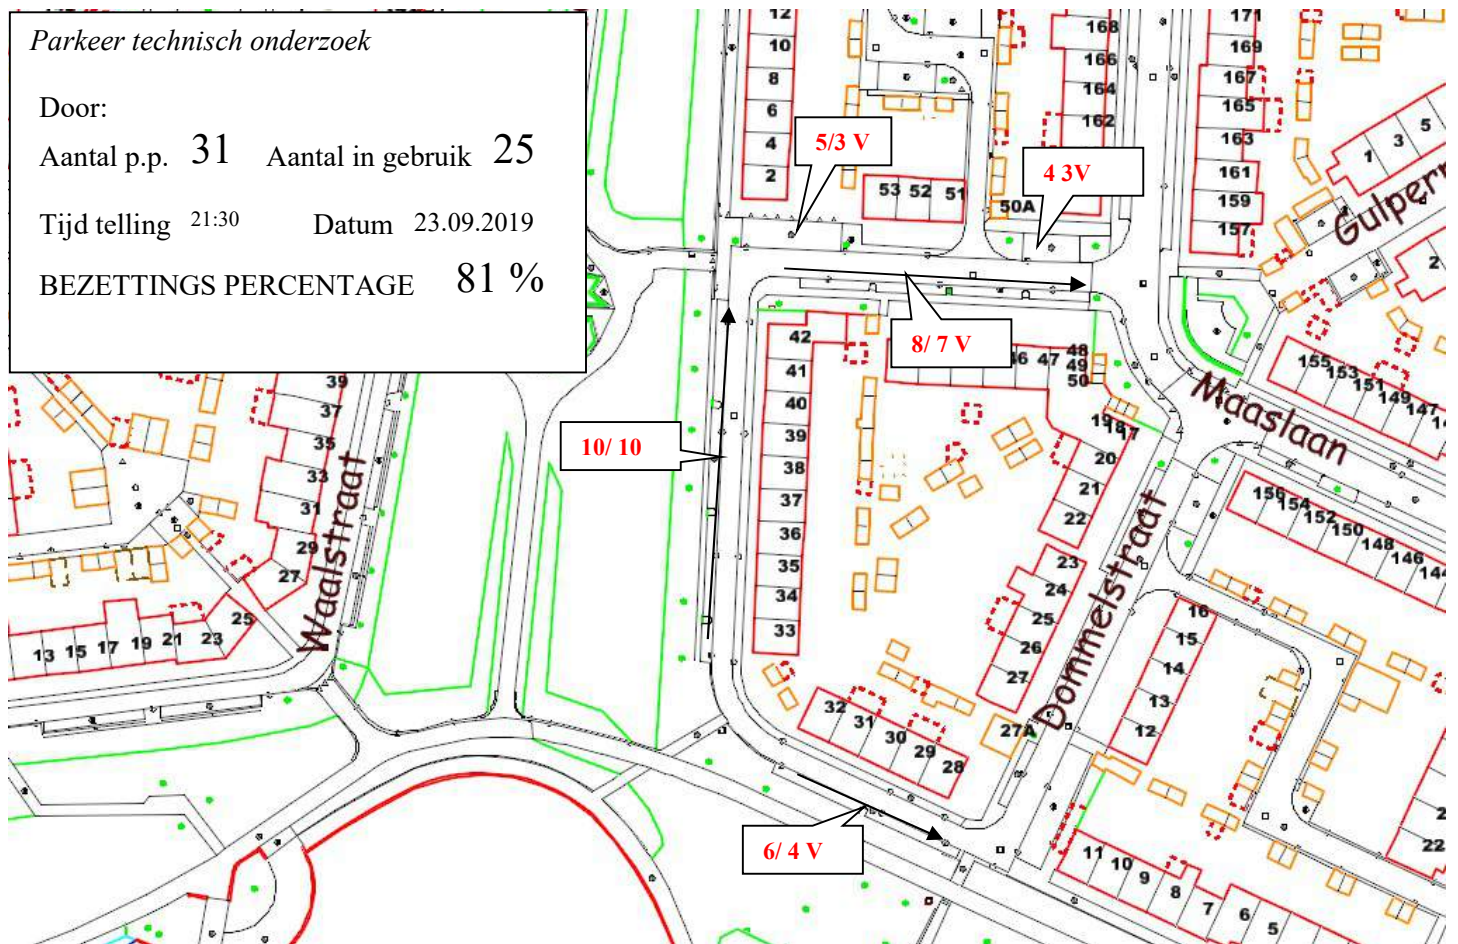 Parkeer technisch onderzoek
Door:
Aantal p.p. 31 Aantal in gebruik 25
Tijd telling 21:30 Datum 23.09.2019
BEZETTINGS PERCENTAGE 81 %
5/3 V
4 3V
8/ 7 V
10/ 10
6/ 4 V
12
10
8
6
4
2
53 52 51
50A
168
166
164
162
171
169
167
165
163
161
159
157
1 3 5
2
155 153 151 149 147
156 154 152 150 148 146 144
Maaslaan
Waalstraat
Dommelstraat
39
37
35
33
31
29
27
25
13 15 17 19 21 23
42
41
40
39
38
37
36
35
34
33
32 31 30 29 28
47 48
49
50
20
21
22
23
24
25
26
27
27A
16
15
14
13
12
11 10 9 8 7 6 5
22